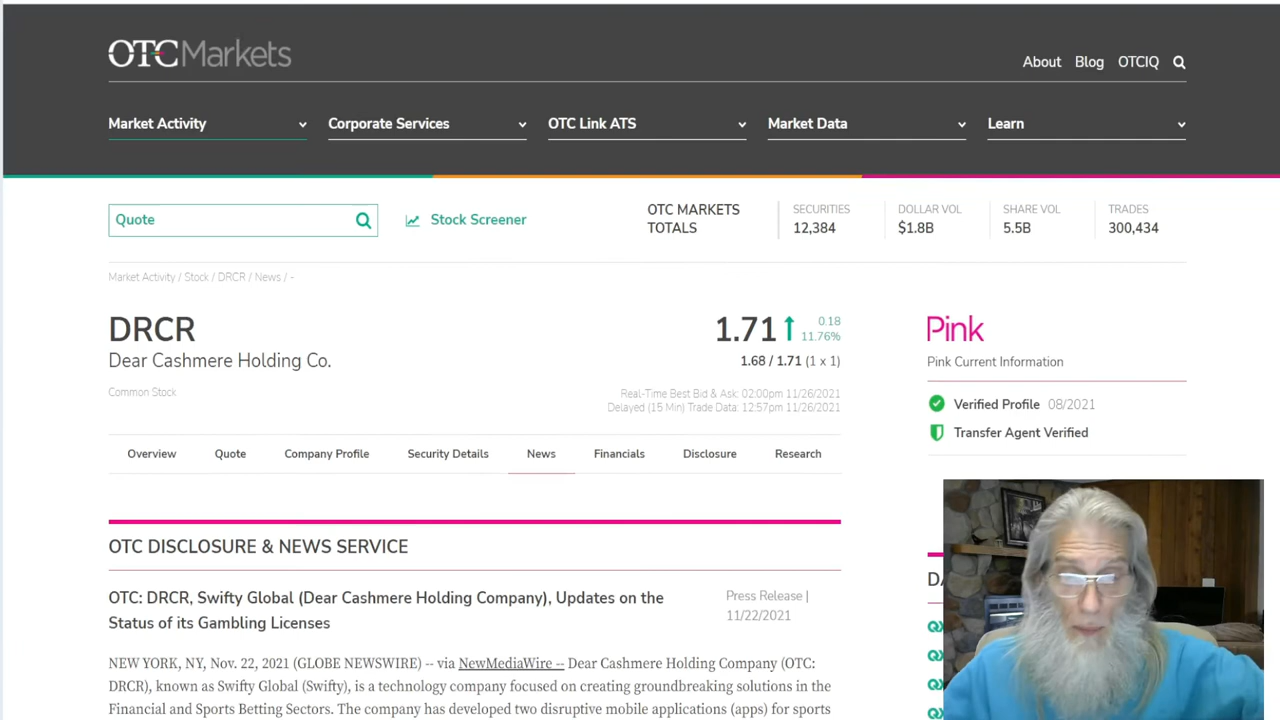 OTCMarkets
About Blog OTCIQ
Market Activity Corporate Services OTC Link ATS Market Data Learn
Quote
Stock Screener
OTC MARKETS TOTALS
SECURITIES 12,384
DOLLAR VOL $1.8B
SHARE VOL 5.5B
TRADES 300,434
Market Activity / Stock / DRCR / News / -
DRCR
Dear Cashmere Holding Co.
Common Stock
1.71 0.18 11.76%
1.68 / 1.71 (1 x 1)
Real-Time Best Bid & Ask: 02:00pm 11/26/2021
Delayed (15 Min) Trade Data: 12:57pm 11/26/2021
Pink
Pink Current Information
Verified Profile 08/2021
Transfer Agent Verified
Overview Quote Company Profile Security Details News Financials Disclosure Research
OTC DISCLOSURE & NEWS SERVICE
OTC: DRCR, Swifty Global (Dear Cashmere Holding Company), Updates on the
Status of its Gambling Licenses
Press Release |
11/22/2021
NEW YORK, NY, Nov. 22, 2021 (GLOBE NEWSWIRE) -- via NewMediaWire -- Dear Cashmere Holding Company (OTC:
DRCR), known as Swifty Global (Swifty), is a technology company focused on creating groundbreaking solutions in the
Financial and Sports Betting Sectors. The company has developed two disruptive mobile applications (apps) for sports